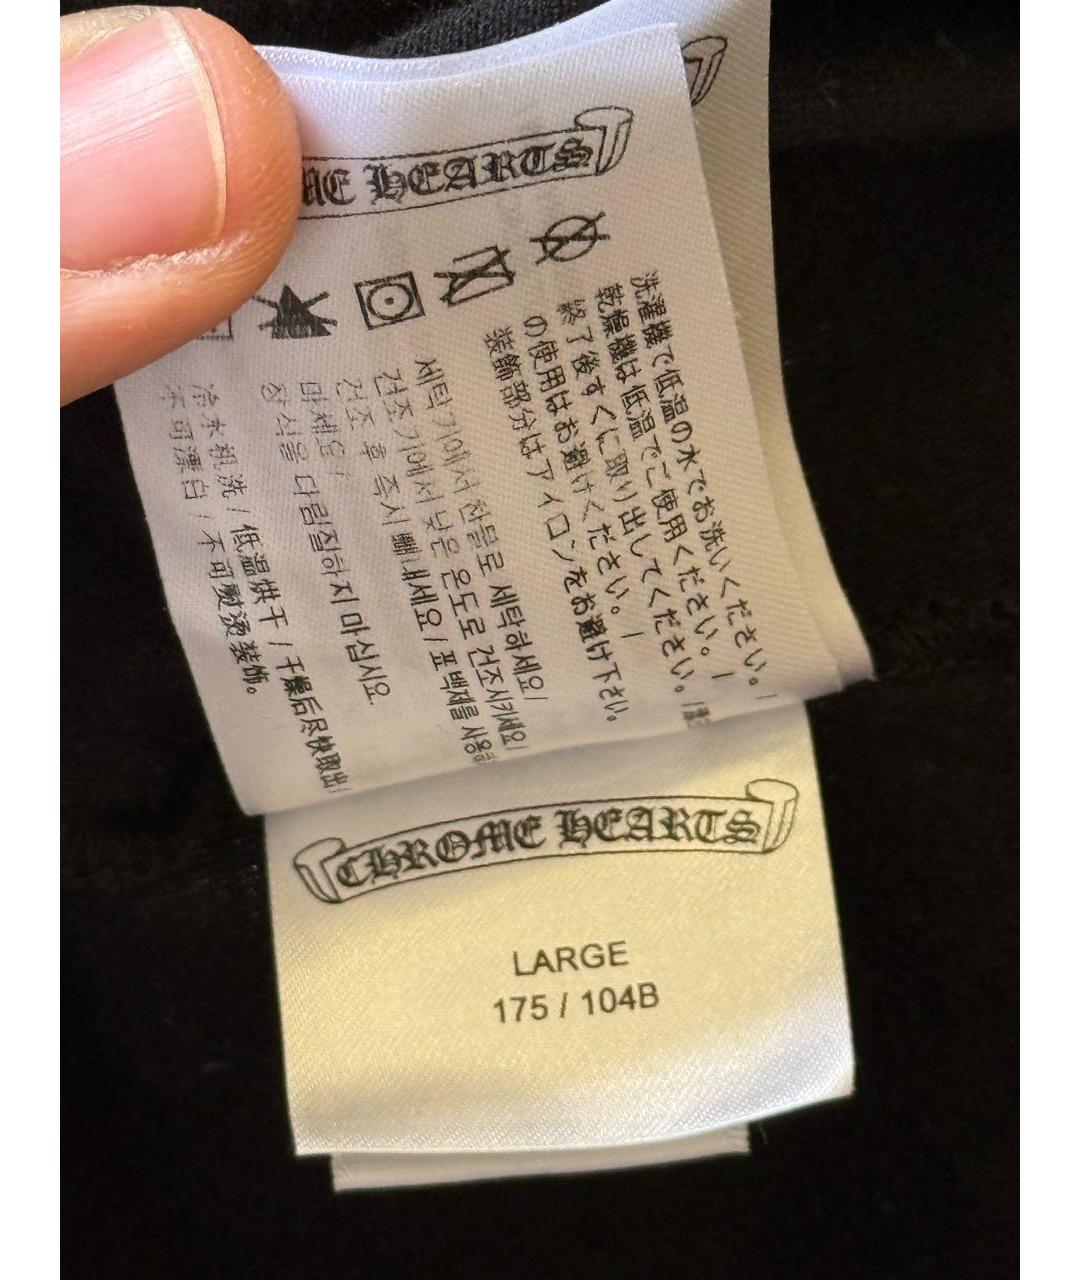 ME HEARTS
洗濯機で低温の水でお洗いください。/
乾燥機は低温でご使用ください。/
終了後すぐに取り出してください。/漂
の使用はお避けください。/
装飾部分はアイロンをお避け下さい。
세탁기에서 찬물로 세탁하세요/
건조기에서 낮은 온도로 건조시키세요/
건조 후 즉시 빼내세요/표백제를 사용하
마세요/
장식물 다림질하지 마십시오
冷水机洗/低温烘干/干燥后尽快取出/
不可漂白/不可熨烫装饰。
CHROME HEARTS
LARGE
175 / 104B